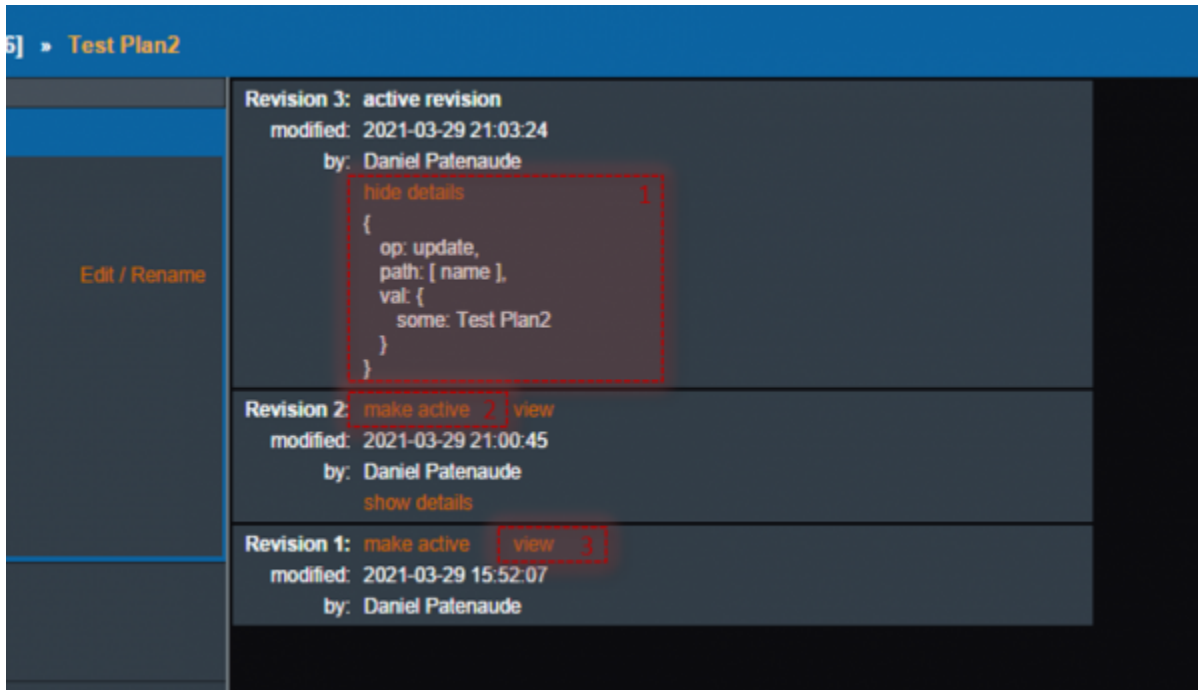 6] » Test Plan2
Revision 3: active revision
modified: 2021-03-29 21:03:24
by: Daniel Patenaude
hide details 1
{
op: update,
path: [ name ],
val: {
some: Test Plan2
}
}
Edit / Rename
Revision 2: make active 2 view
modified: 2021-03-29 21:00:45
by: Daniel Patenaude
show details
Revision 1: make active view 3
modified: 2021-03-29 15:52:07
by: Daniel Patenaude